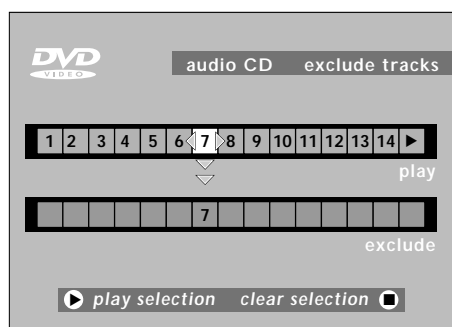 DVD
VIDEO
audio CD exclude tracks
1 2 3 4 5 6 7 8 9 10 11 12 13 14
play
7
exclude
play selection clear selection